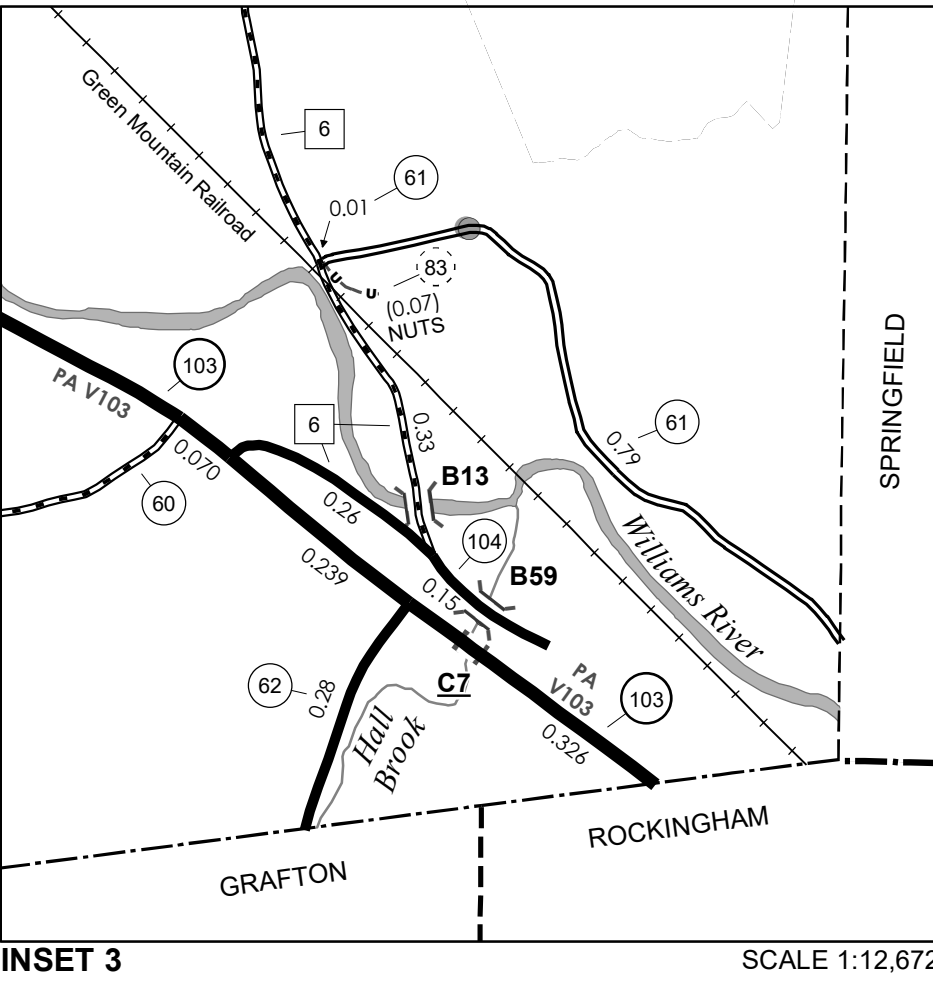 Green Mountain Railroad
6
61
0.01
83
(0.07)
NUTS
103
PA V103
6
0.33
61
0.79
SPRINGFIELD
0.070
60
0.26
B13
104
B59
Williams River
0.239
0.15
62
0.28
C7
PA
V103
103
Hall
Brook
0.326
U U
GRAFTON
ROCKINGHAM
INSET 3
SCALE 1:12,672